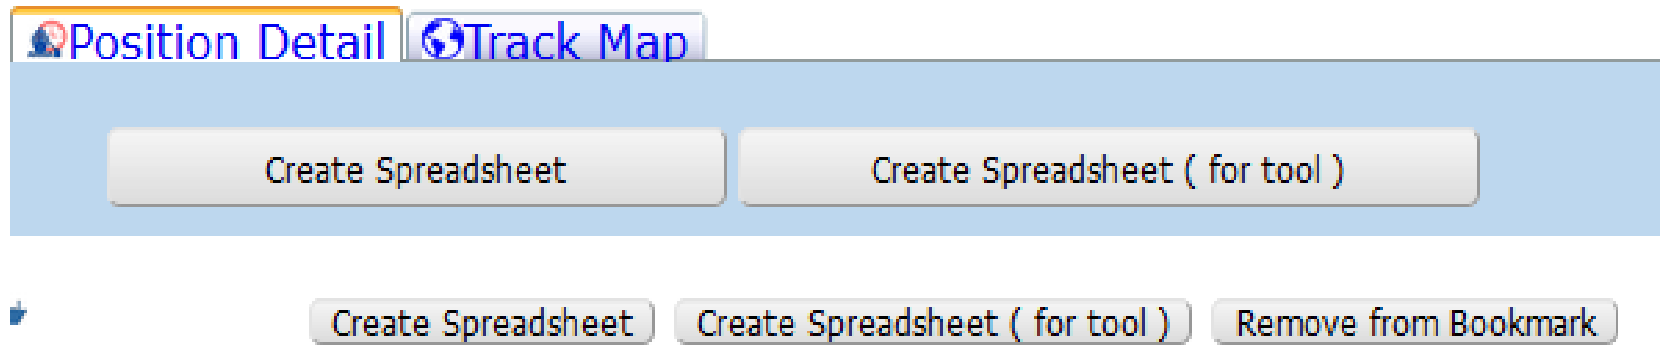 Position Detail Track Map
Create Spreadsheet Create Spreadsheet ( for tool )
Create Spreadsheet Create Spreadsheet ( for tool ) Remove from Bookmark